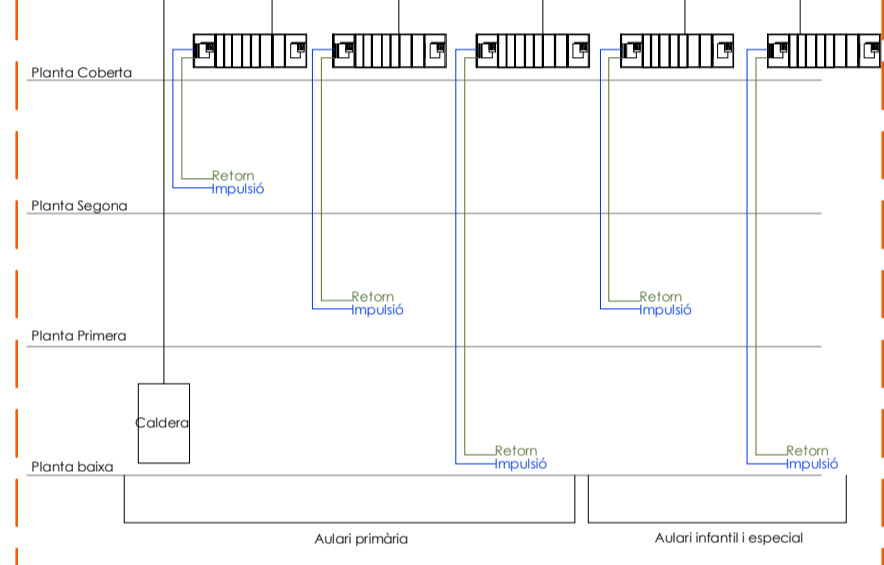 Planta Coberta
Retorn
Impulsió
Planta Segona
Retorn
Impulsió
Retorn
Impulsió
Planta Primera
Caldera
Retorn
Impulsió
Retorn
Impulsió
Planta baixa
Aulari primària
Aulari infantil i especial